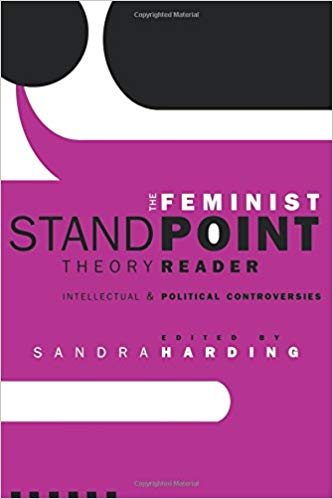 Copyrighted Material
THE FEMINIST
STANDPOINT
THEORY READER
INTELLECTUAL & POLITICAL CONTROVERSIES
EDITED BY
SANDRA HARDING
Copyrighted Material